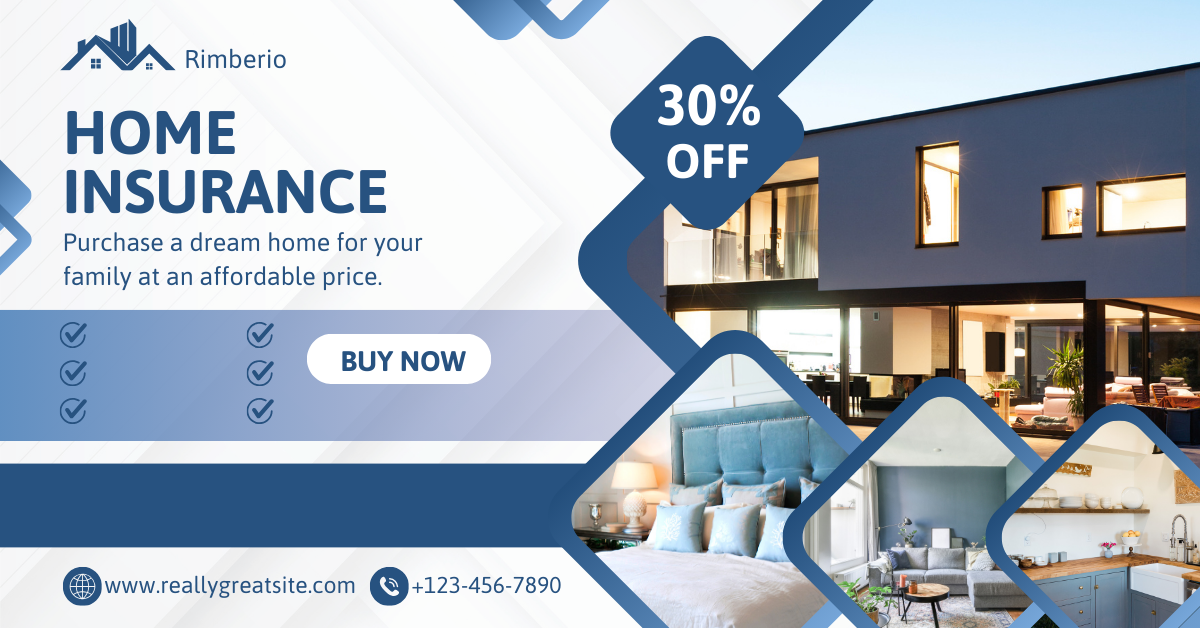 Rimberio
HOME
INSURANCE
Purchase a dream home for your
family at an affordable price.
30%
OFF
BUY NOW
www.reallygreatsite.com
+123-456-7890